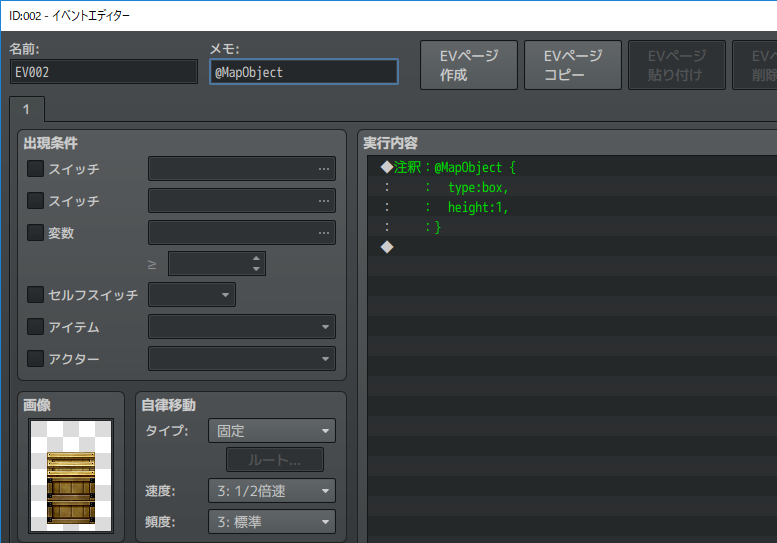 ID:002 - イベントエディター
名前:
メモ:
EV002
@MapObject
EVページ
作成
EVページ
コピー
EVページ
貼り付け
EVページ
削除
1
出現条件
スイッチ
...
スイッチ
...
変数
...
≥
セルフスイッチ
アイテム
アクター
画像
自律移動
タイプ:
固定
ルート...
速度:
3: 1/2倍速
頻度:
3: 標準
実行内容
◆注釈：@MapObject {
：　　：　type:box,
：　　：　height:1,
：　　：}
◆